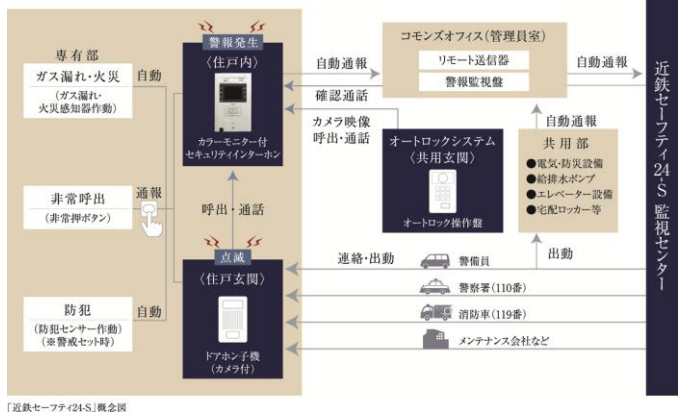 専有部
ガス漏れ・火災
(ガス漏れ・
火災感知器作動)
自動
非常呼出
(非常押ボタン)
通報
防犯
(防犯センサー作動)
(※警戒セット時)
自動
警報発生
〈住戸内〉
カラーモニター付
セキュリティインターホン
呼出・通話
点滅
〈住戸玄関〉
ドアホン子機
(カメラ付)
自動通報
確認通話
カメラ映像
呼出・通話
コモンズオフィス(管理員室)
リモート送信器
警報監視盤
自動通報
オートロックシステム
〈共用玄関〉
オートロック操作盤
自動通報
共用部
●電気・防災設備
●給排水ポンプ
●エレベーター設備
●宅配ロッカー等
連絡・出動
警備員
出動
警察署(110番)
消防車(119番)
メンテナンス会社など
近鉄セーフティ24-S 監視センター
「近鉄セーフティ24-S」概念図